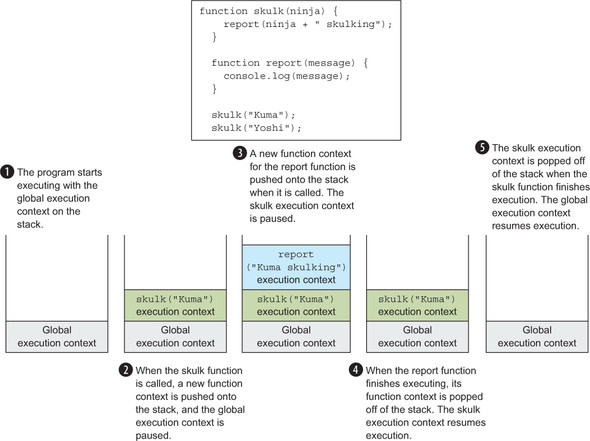 function skulk(ninja) {
report(ninja + " skulking");
}
function report(message) {
console.log(message);
}
skulk("Kuma");
skulk("Yoshi");
1 The program starts
executing with the
global execution
context on the
stack.
3 A new function context
for the report function is
pushed onto the stack
when it is called. The
skulk execution context
is paused.
5 The skulk execution
context is popped off
of the stack when the
skulk function finishes
execution. The global
execution context
resumes execution.
Global
execution context
skulk("Kuma")
execution context
Global
execution context
report
("Kuma skulking")
execution context
skulk("Kuma")
execution context
Global
execution context
skulk("Kuma")
execution context
Global
execution context
Global
execution context
2 When the skulk function
is called, a new function
context is pushed onto
the stack, and the global
execution context is
paused.
4 When the report function
finishes executing, its
function context is popped
off of the stack. The skulk
execution context resumes
execution.